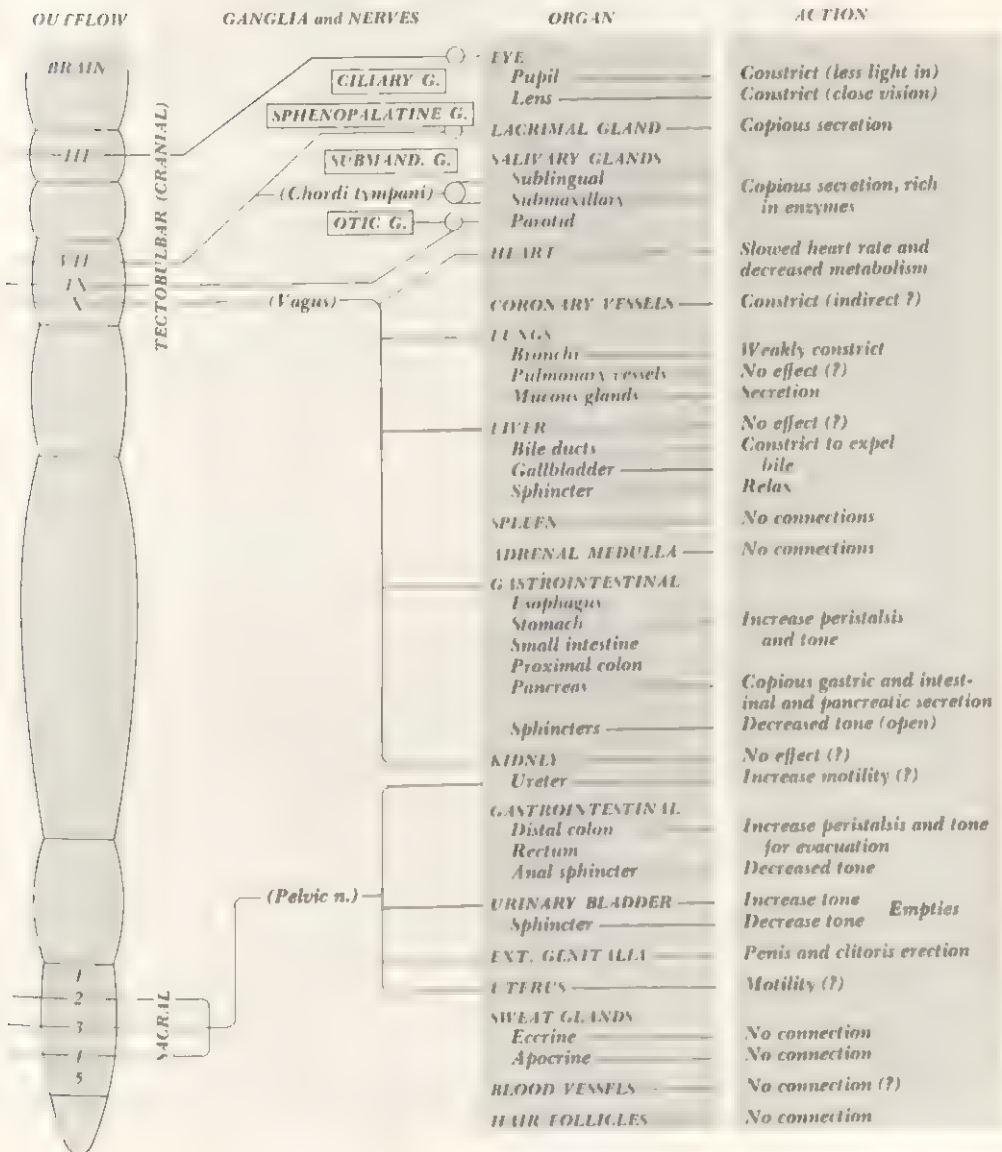 OUTFLOW GANGLIA and NERVES ORGAN ACTION
BRAIN
EYE
CILIARY G. Pupil Constrict (less light in)
Lens Constrict (close vision)
SPHENOPALATINE G.
LACRIMAL GLAND Copious secretion
III
SUBMAND. G. SALIVARY GLANDS
Sublingual
(Chordi tympani) Submaxillary Copious secretion, rich
in enzymes
OTIC G. Parotid
TECTOBULBAR (CRANIAL)
VII
HEART Slowed heart rate and
decreased metabolism
(Vagus) CORONARY VESSELS Constrict (indirect ?)
LUNGS
Bronchi Weakly constrict
Pulmonary vessels No effect (?)
Mucous glands Secretion
LIVER No effect (?)
Bile ducts Constrict to expel
Gallbladder bile
Sphincter Relax
SPLEEN No connections
ADRENAL MEDULLA No connections
GASTROINTESTINAL
Esophagus
Stomach Increase peristalsis
Small intestine and tone
Proximal colon
Pancreas Copious gastric and intest-
inal and pancreatic secretion
Sphincters Decreased tone (open)
KIDNEY No effect (?)
Ureter Increase motility (?)
GASTROINTESTINAL
Distal colon Increase peristalsis and tone
Rectum for evacuation
Anal sphincter Decreased tone
(Pelvic n.) URINARY BLADDER Increase tone Empties
Sphincter Decrease tone
EXT. GENITALIA Penis and clitoris erection
1
2 UTERUS Motility (?)
SACRAL
3
SWEAT GLANDS
Eccrine No connection
4 Apocrine No connection
5
BLOOD VESSELS No connection (?)
HAIR FOLLICLES No connection